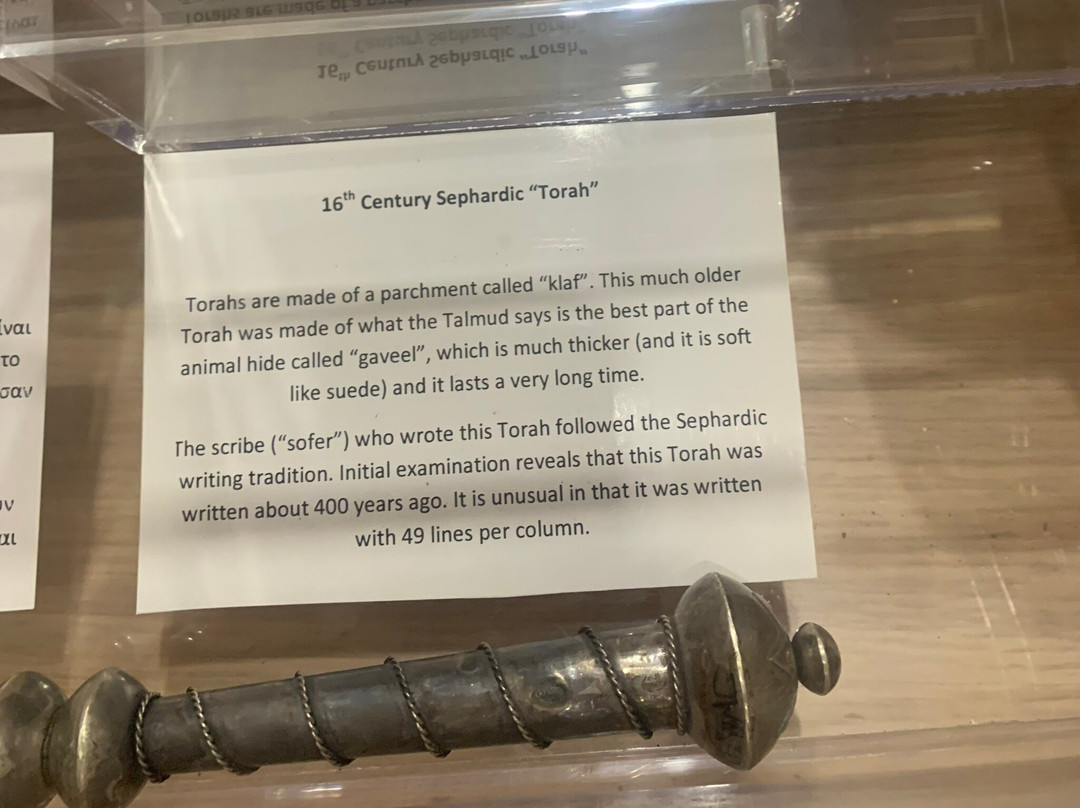 16th Century Sephardic “Torah”
Torahs are made of a parchment called “klaf”. This much older
Torah was made of what the Talmud says is the best part of the
animal hide called “gaveel”, which is much thicker (and it is soft
like suede) and it lasts a very long time.
The scribe (“sofer”) who wrote this Torah followed the Sephardic
writing tradition. Initial examination reveals that this Torah was
written about 400 years ago. It is unusual in that it was written
with 49 lines per column.
το